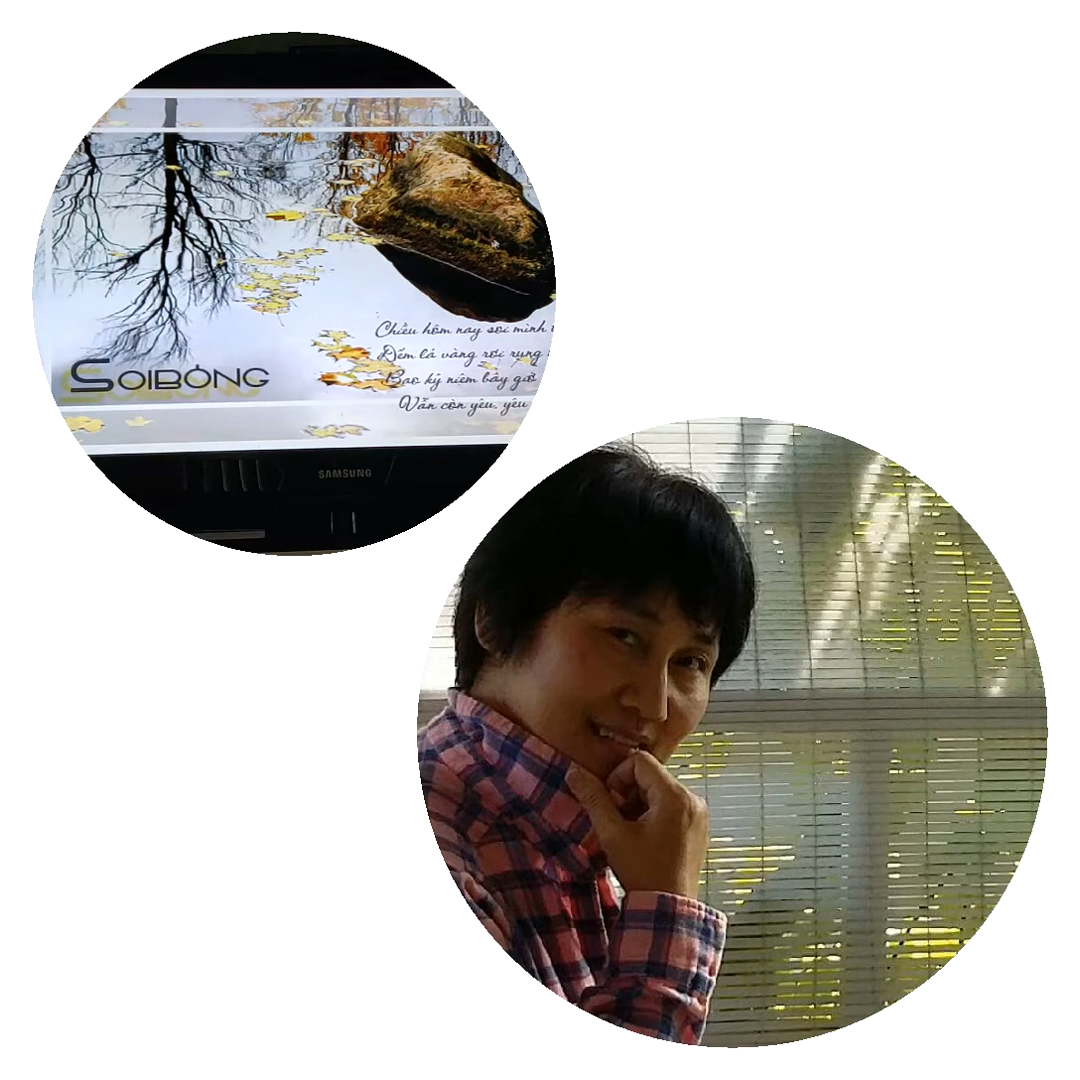 SOIBÓNG
Chiều hôm nay soi mình
Đếm lá vàng rơi rụng
Bao kỷ niệm bây giờ
Vẫn còn yêu, yêu
SAMSUNG